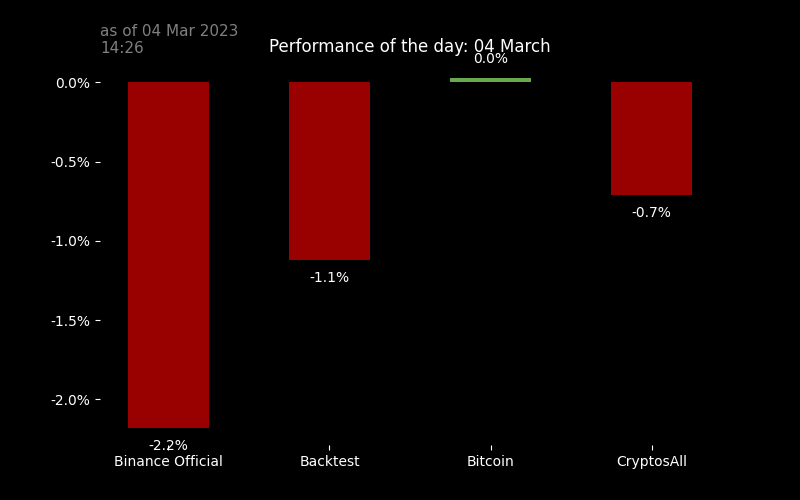 as of 04 Mar 2023
14:26
Performance of the day: 04 March
0.0%
0.0%
-0.5%
-0.7%
-1.0%
-1.1%
-1.5%
-2.0%
-2.2%
Binance Official
Backtest
Bitcoin
CryptosAll